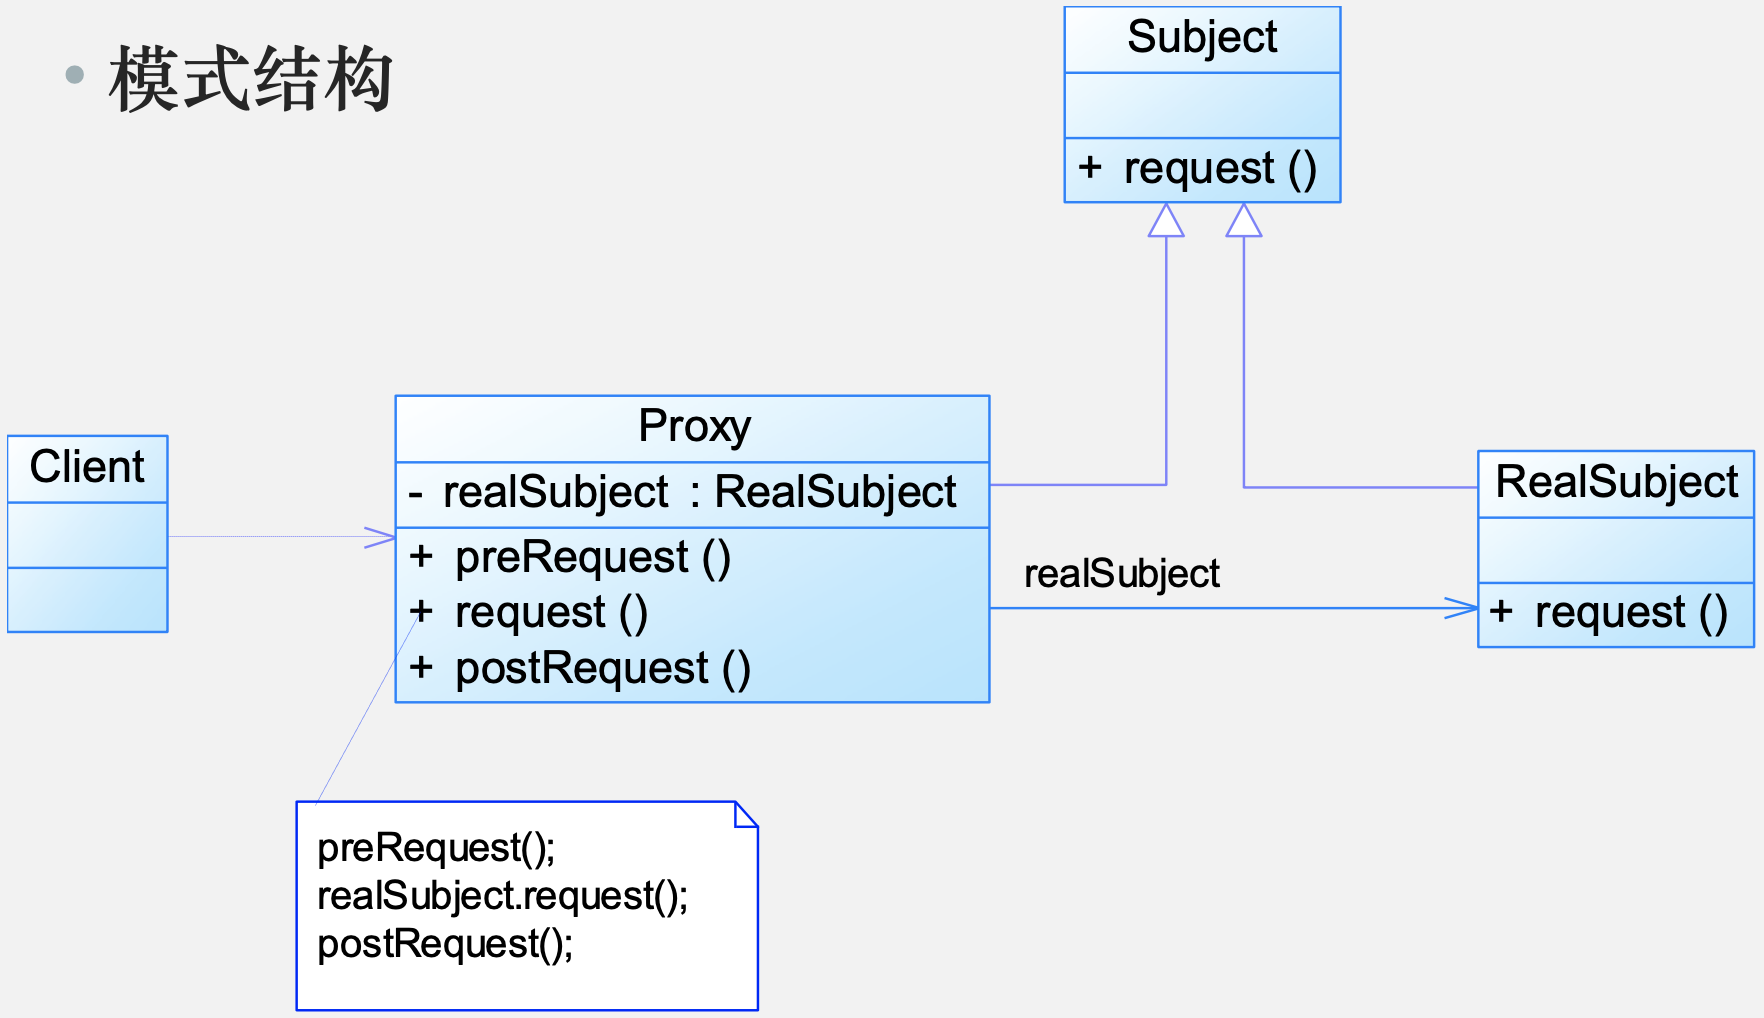 • 模式结构
Subject
+ request ()
Proxy
- realSubject : RealSubject
+ preRequest ()
+ request ()
+ postRequest ()
Client
realSubject
RealSubject
+ request ()
preRequest();
realSubject.request();
postRequest();